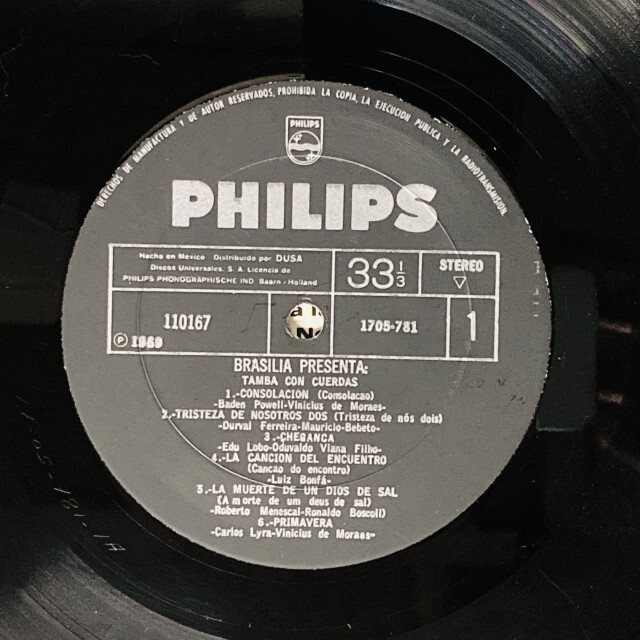 DERECHOS DE MANUFACTURA Y DE AUTOR RESERVADOS, PROHIBIDA LA COPIA, LA EJECUCION PUBLICA Y LA RADIOTRANSMISION.
PHILIPS
PHILIPS
Hecho en México Distribuido por DUSA
Discos Universales. S. A. Licencia de
PHILIPS PHONOGRAPHISCHE IND Baarn - Holland
33 1/3
STEREO
110167
℗ 1969
1705-781
1
BRASILIA PRESENTA:
TAMBA CON CUERDAS
1.-CONSOLACION (Consolacao)
-Baden Powell-Vinicius de Moraes-
2.-TRISTEZA DE NOSOTROS DOS (Tristeza de nós dois)
-Durval Ferreira-Mauricio-Bebeto-
3.-CHEGANCA
-Edu Lobo-Oduvaldo Viana Filho-
4.-LA CANCION DEL ENCUENTRO
(Cancao do encontro)
-Luiz Bonfá-
5.-LA MUERTE DE UN DIOS DE SAL
(A morte de um deus de sal)
-Roberto Menescal-Ronaldo Boscoli-
6.-PRIMAVERA
-Carlos Lyra-Vinicius de Moraes-